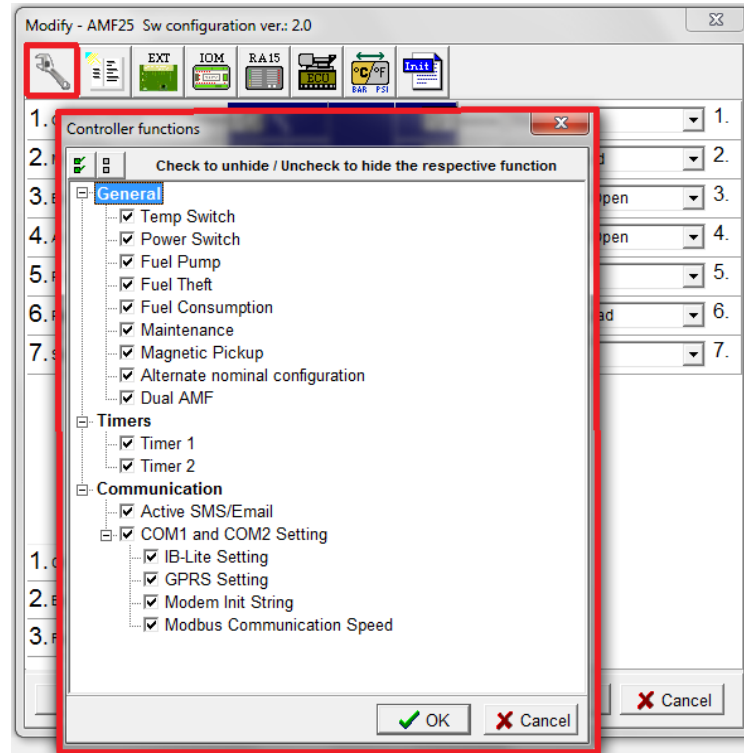 Modify - AMF25 Sw configuration ver.: 2.0
EXT
IOM
RA15
ECO
°C/°F
BAR PSI
Init
1.
1.
2.
2.
3.
pen
3.
4.
pen
4.
5.
5.
6.
ad
6.
7.
7.
Controller functions
Check to unhide / Uncheck to hide the respective function
General
Temp Switch
Power Switch
Fuel Pump
Fuel Theft
Fuel Consumption
Maintenance
Magnetic Pickup
Alternate nominal configuration
Dual AMF
Timers
Timer 1
Timer 2
Communication
Active SMS/Email
COM1 and COM2 Setting
IB-Lite Setting
GPRS Setting
Modem Init String
Modbus Communication Speed
OK
Cancel
1.
2.
3.
Cancel